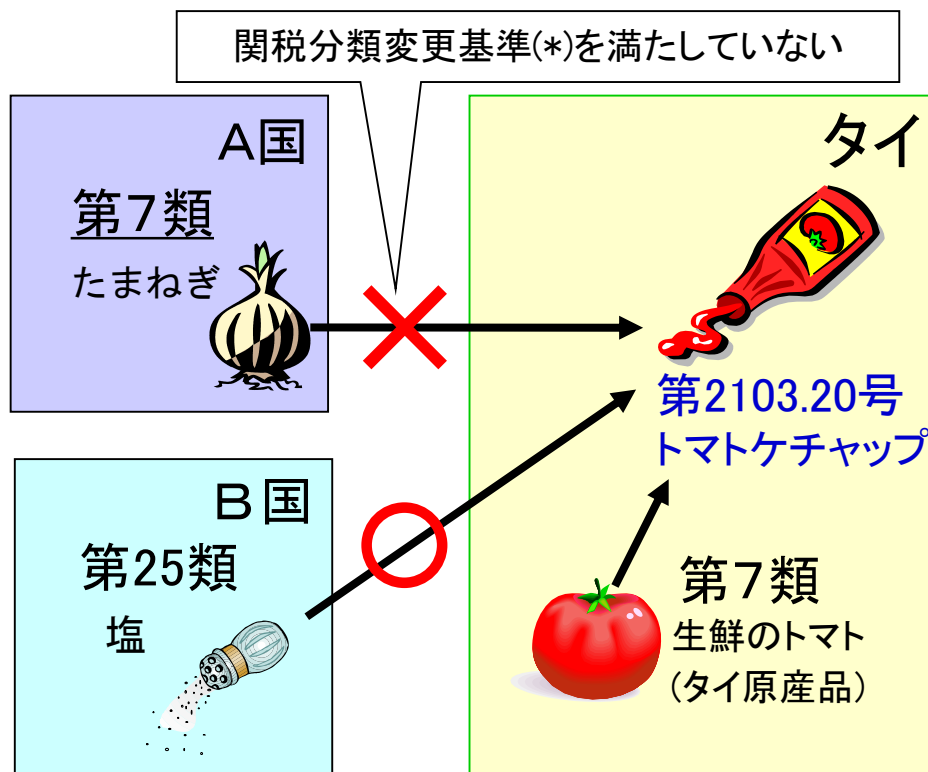 関税分類変更基準(*)を満たしていない
A国
第7類
たまねぎ
タイ
第2103.20号
トマトケチャップ
B国
第25類
塩
第7類
生鮮のトマト
(タイ原産品)